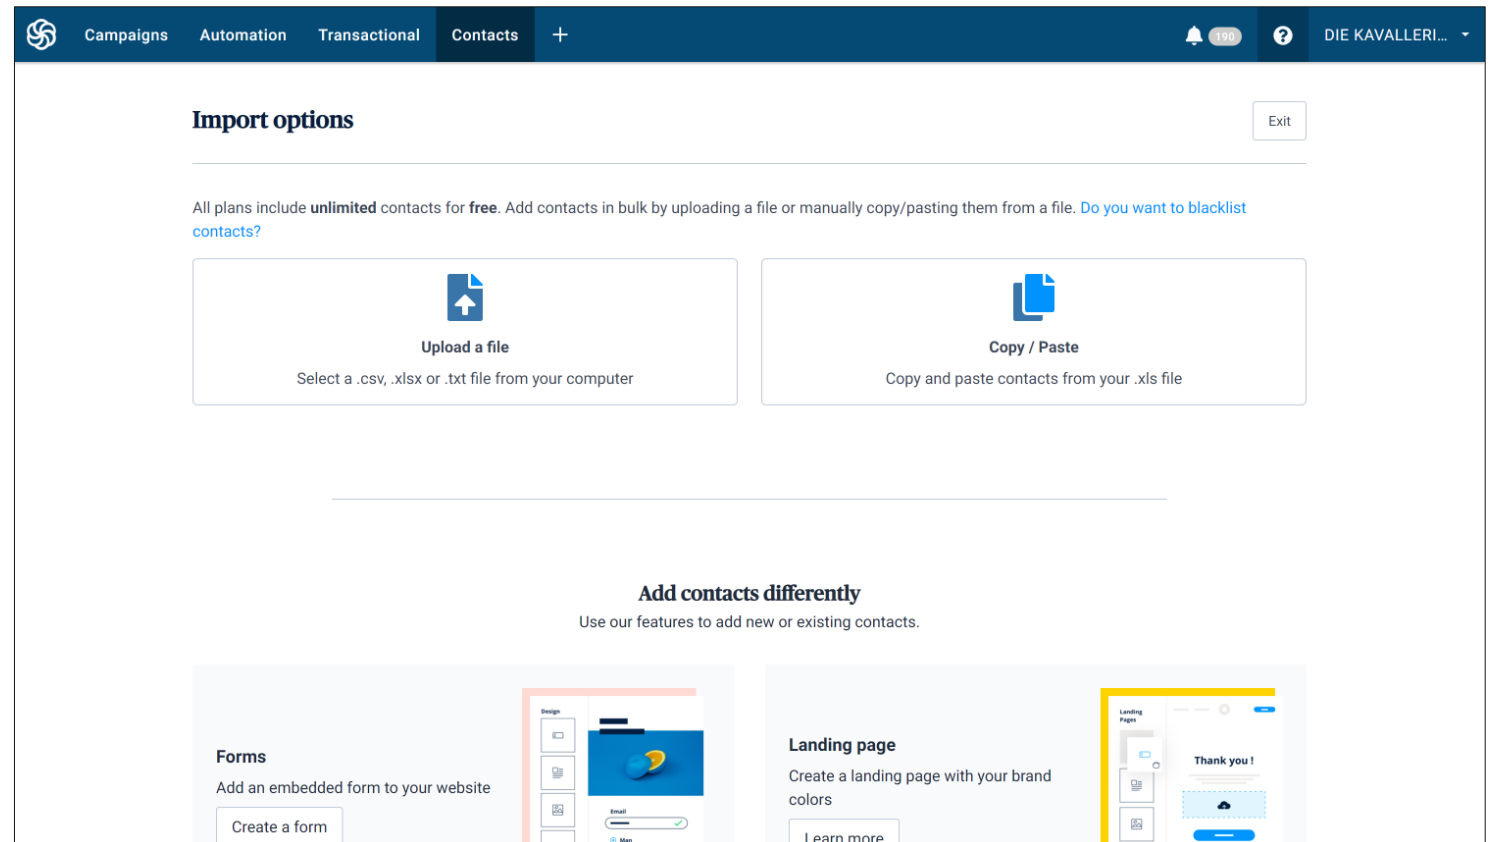 Campaigns Automation Transactional Contacts + 190 ? DIE KAVALLERI...
Import options
Exit
All plans include unlimited contacts for free. Add contacts in bulk by uploading a file or manually copy/pasting them from a file. Do you want to blacklist
contacts?
Upload a file
Select a .csv, .xlsx or .txt file from your computer
Copy / Paste
Copy and paste contacts from your .xls file
Add contacts differently
Use our features to add new or existing contacts.
Forms
Add an embedded form to your website
Create a form
Design
Email
Man
Landing page
Create a landing page with your brand
colors
Learn more
Landing
Pages
Thank you !